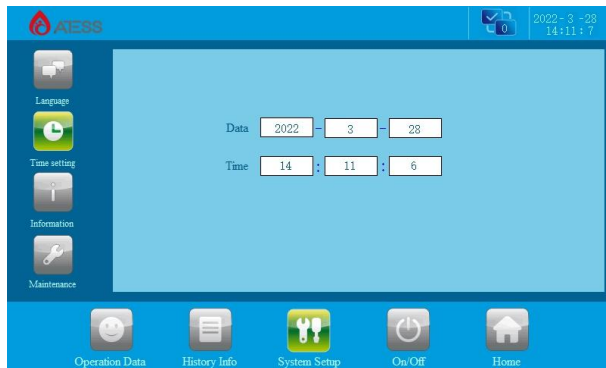 ATESS
0
2022-3-28
14:11:7
Language
Time setting
Information
Maintenance
Data 2022 - 3 - 28
Time 14 : 11 : 6
Operation Data History Info System Setup On/Off Home